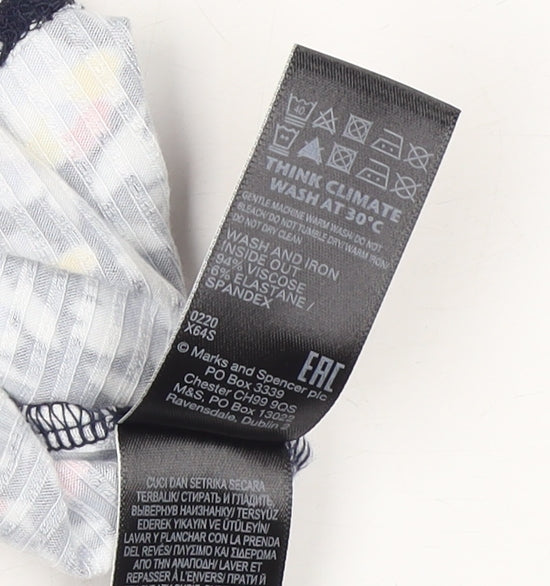 40
THINK CLIMATE
WASH AT 30°C
GENTLE MACHINE WARM WASH/ DO NOT
BLEACH/ DO NOT TUMBLE DRY/ WARM IRON/
DO NOT DRY CLEAN
WASH AND IRON
INSIDE OUT
94% VISCOSE
6% ELASTANE /
SPANDEX
0220
X64S
© Marks and Spencer plc
PO Box 3339
Chester CH99 9QS
M&S, PO Box 13022
Ravensdale, Dublin 2
EAC
CUCI DAN SETRIKA SECARA
TERBALIK/ СТИРАТЬ И ГЛАДИТЬ,
ВЫВЕРНУВ НАИЗНАНКУ/ TERSYÜZ
EDEREK YIKAYIN VE ÜTÜLEYİN/
LAVAR Y PLANCHAR CON LA PRENDA
DEL REVÉS/ ΠΛΥΣΙΜΟ ΚΑΙ ΣΙΔΕΡΩΜΑ
ΑΠΟ ΤΗΝ ΑΝΑΠΟΔΗ/ LAVER ET
REPASSER À L'ENVERS/ ПРАТИ Й